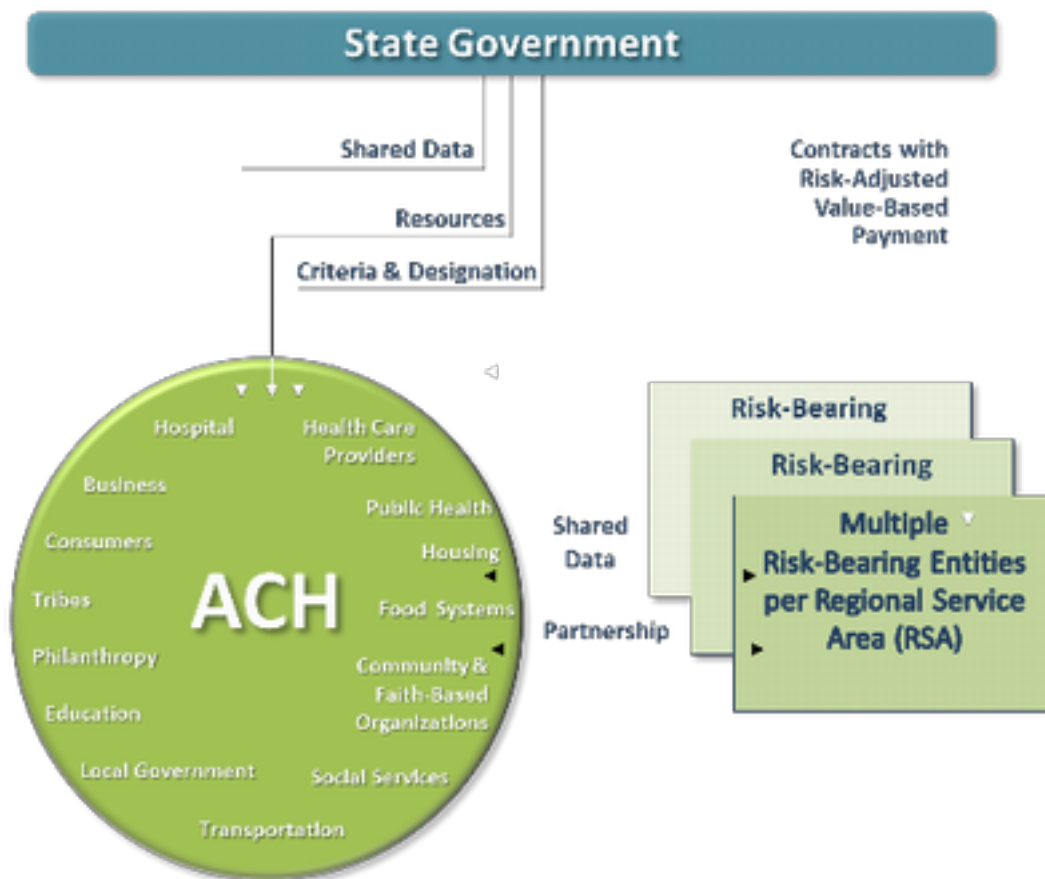 State Government
Shared Data
Resources
Criteria & Designation
Contracts with
Risk-Adjusted
Value-Based
Payment
Hospital
Health Care
Providers
Business
Public Health
Consumers
Housing
ACH
Tribes
Food Systems
Philanthropy
Community &
Faith-Based
Organizations
Education
Local Government
Social Services
Transportation
Shared
Data
Partnership
Risk-Bearing
Risk-Bearing
Multiple
Risk-Bearing Entities
per Regional Service
Area (RSA)